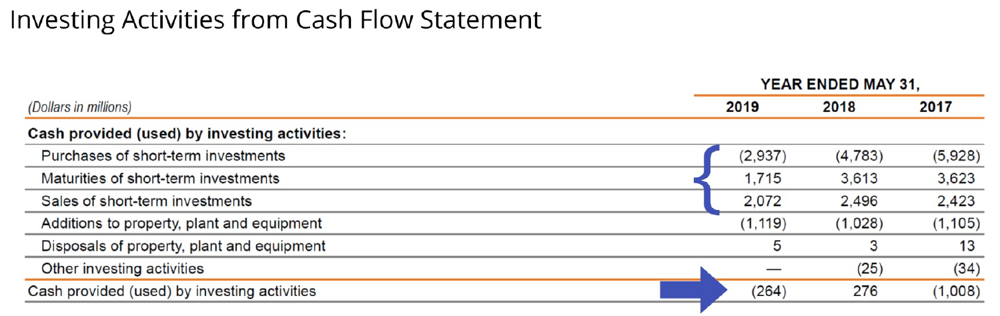 Investing Activities from Cash Flow Statement
YEAR ENDED MAY 31,
(Dollars in millions) 2019 2018 2017
Cash provided (used) by investing activities:
Purchases of short-term investments (2,937) (4,783) (5,928)
Maturities of short-term investments 1,715 3,613 3,623
Sales of short-term investments 2,072 2,496 2,423
Additions to property, plant and equipment (1,119) (1,028) (1,105)
Disposals of property, plant and equipment 5 3 13
Other investing activities — (25) (34)
Cash provided (used) by investing activities (264) 276 (1,008)